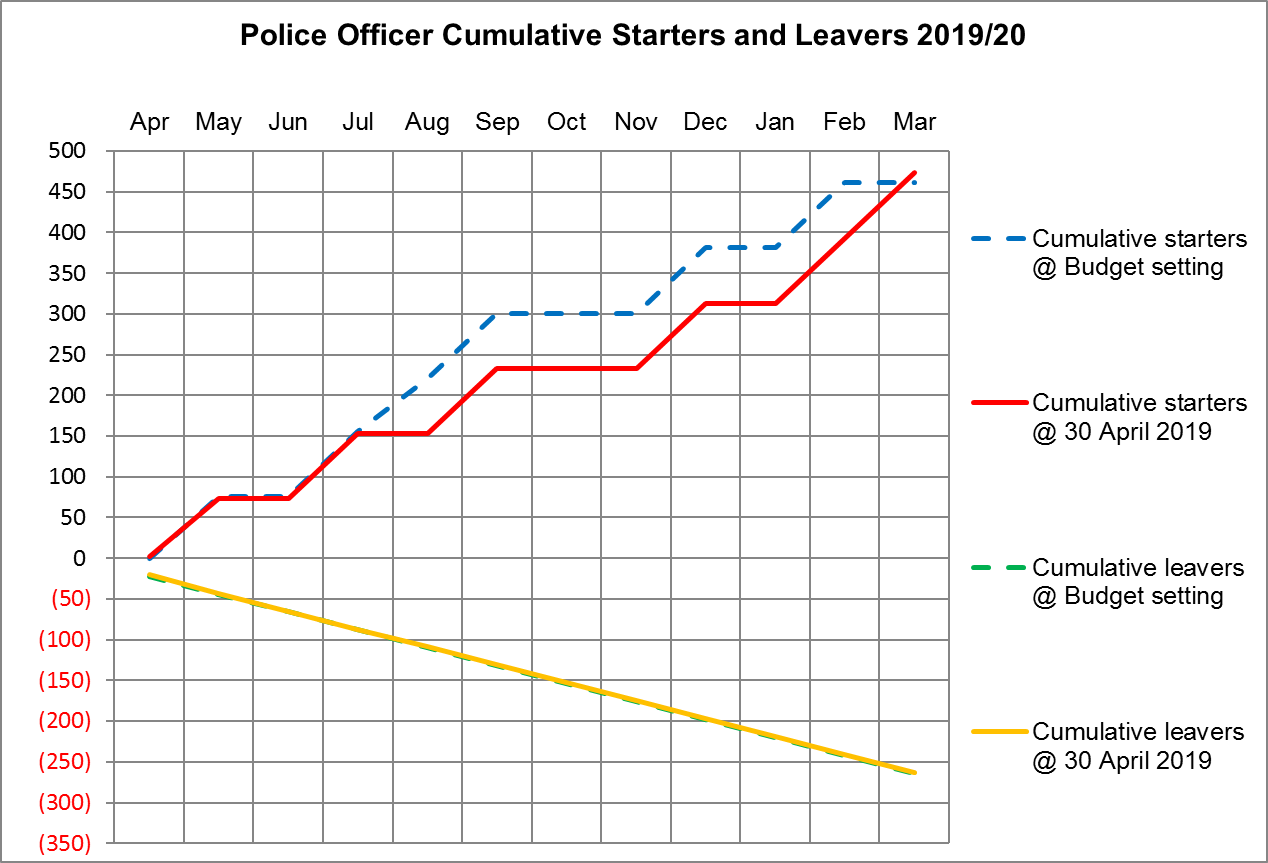 Police Officer Cumulative Starters and Leavers 2019/20
Apr May Jun Jul Aug Sep Oct Nov Dec Jan Feb Mar
500
450
400
350
300
250
200
150
100
50
0
(50)
(100)
(150)
(200)
(250)
(300)
(350)
Cumulative starters
@ Budget setting
Cumulative starters
@ 30 April 2019
Cumulative leavers
@ Budget setting
Cumulative leavers
@ 30 April 2019